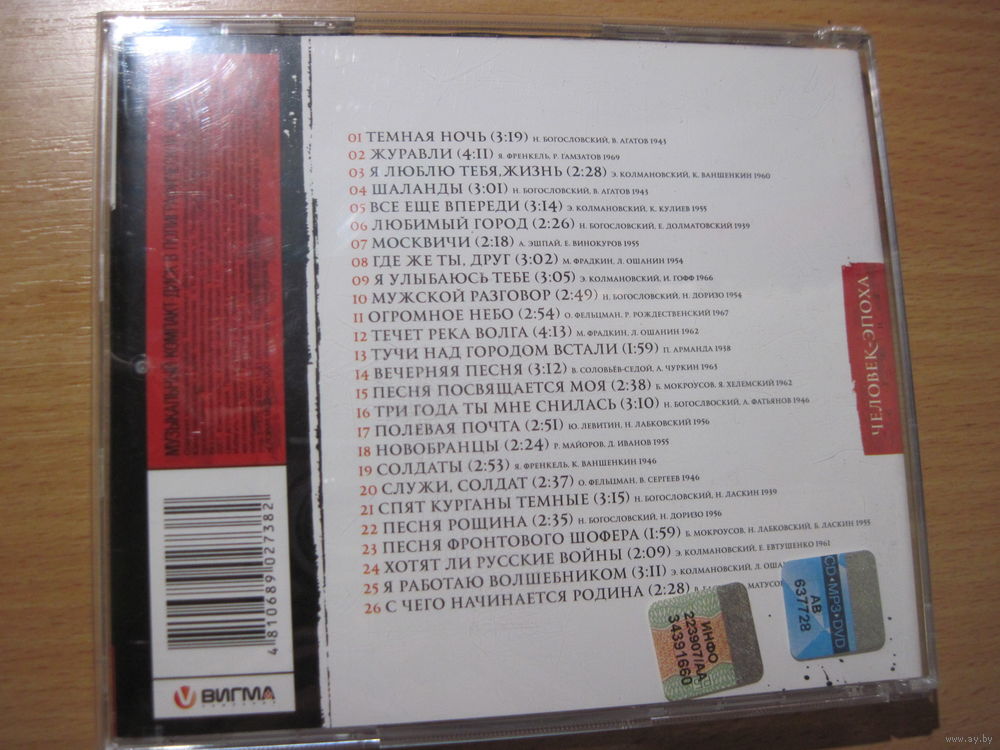 01 ТЕМНАЯ НОЧЬ (3:19) Н. БОГОСЛОВСКИЙ, В. АГАТОВ 1943
02 ЖУРАВЛИ (4:11) Я. ФРЕНКЕЛЬ, Р. ГАМЗАТОВ 1969
03 Я ЛЮБЛЮ ТЕБЯ, ЖИЗНЬ (2:28) Э. КОЛМАНОВСКИЙ, К. ВАНШЕНКИН 1960
04 ШАЛАНДЫ (3:01) Н. БОГОСЛОВСКИЙ, В. АГАТОВ 1943
05 ВСЕ ЕЩЕ ВПЕРЕДИ (3:14) Э. КОЛМАНОВСКИЙ, К. КУЛИЕВ 1955
06 ЛЮБИМЫЙ ГОРОД (2:26) Н. БОГОСЛОВСКИЙ, Е. ДОЛМАТОВСКИЙ 1939
07 МОСКВИЧИ (2:18) А. ЭШПАЙ, Е. ВИНОКУРОВ 1955
08 ГДЕ ЖЕ ТЫ, ДРУГ (3:02) М. ФРАДКИН, Л. ОШАНИН 1954
09 Я УЛЫБАЮСЬ ТЕБЕ (3:05) Э. КОЛМАНОВСКИЙ, И. ГОФФ 1966
10 МУЖСКОЙ РАЗГОВОР (2:49) Н. БОГОСЛОВСКИЙ, Н. ДОРИЗО 1954
11 ОГРОМНОЕ НЕБО (2:54) О. ФЕЛЬЦМАН, Р. РОЖДЕСТВЕНСКИЙ 1967
12 ТЕЧЕТ РЕКА ВОЛГА (4:13) М. ФРАДКИН, Л. ОШАНИН 1962
13 ТУЧИ НАД ГОРОДОМ ВСТАЛИ (1:59) П. АРМАНДА 1938
14 ВЕЧЕРНЯЯ ПЕСНЯ (3:12) В. СОЛОВЬЁВ-СЕДОЙ, А. ЧУРКИН 1963
15 ПЕСНЯ ПОСВЯЩАЕТСЯ МОЯ (2:38) Б. МОКРОУСОВ, Я. ХЕЛЕМСКИЙ 1962
16 ТРИ ГОДА ТЫ МНЕ СНИЛАСЬ (3:10) Н. БОГОСЛВОСКИЙ, А. ФАТЬЯНОВ 1946
17 ПОЛЕВАЯ ПОЧТА (2:51) Ю. ЛЕВИТИН, Н. ЛАБКОВСКИЙ 1956
18 НОВОБРАНЦЫ (2:24) Р. МАЙОРОВ, Д. ИВАНОВ 1955
19 СОЛДАТЫ (2:53) Я. ФРЕНКЕЛЬ, К. ВАНШЕНКИН 1946
20 СЛУЖИ, СОЛДАТ (2:37) О. ФЕЛЬЦМАН, В. СЕРГЕЕВ 1946
21 СПЯТ КУРГАНЫ ТЕМНЫЕ (3:15) Н. БОГОСЛОВСКИЙ, Н. ЛАСКИН 1939
22 ПЕСНЯ РОЩИНА (2:35) Н. БОГОСЛОВСКИЙ, Н. ДОРИЗО 1956
23 ПЕСНЯ ФРОНТОВОГО ШОФЕРА (1:59) Б. МОКРОУСОВ, Н. ЛАБКОВСКИЙ, Б. ЛАСКИН 1955
24 ХОТЯТ ЛИ РУССКИЕ ВОЙНЫ (2:09) Э. КОЛМАНОВСКИЙ, Е. ЕВТУШЕНКО 1961
25 Я РАБОТАЮ ВОЛШЕБНИКОМ (3:11) Э. КОЛМАНОВСКИЙ, Л.
26 С ЧЕГО НАЧИНАЕТСЯ РОДИНА (2:28)
ЧЕЛОВЕК-ЭПОХА
4 810689 027382
ВИГМА
ИНФО
223907/АА
34391660
CD•MP3•DVD
АВ
637728
www.ay.by